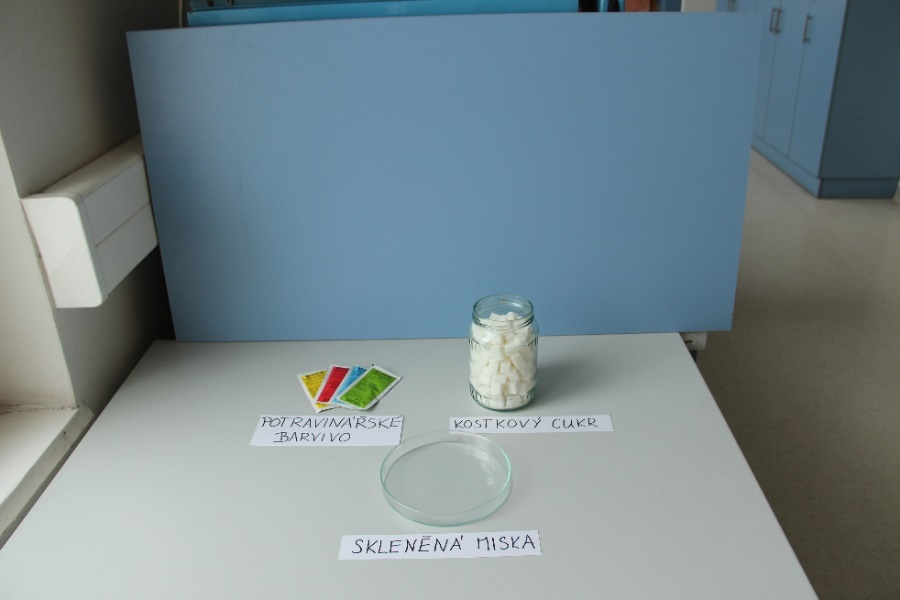 POTRAVINÁŘSKÉ
BARVIVO
KOSTKOVÝ CUKR
SKLENĚNÁ MISKA